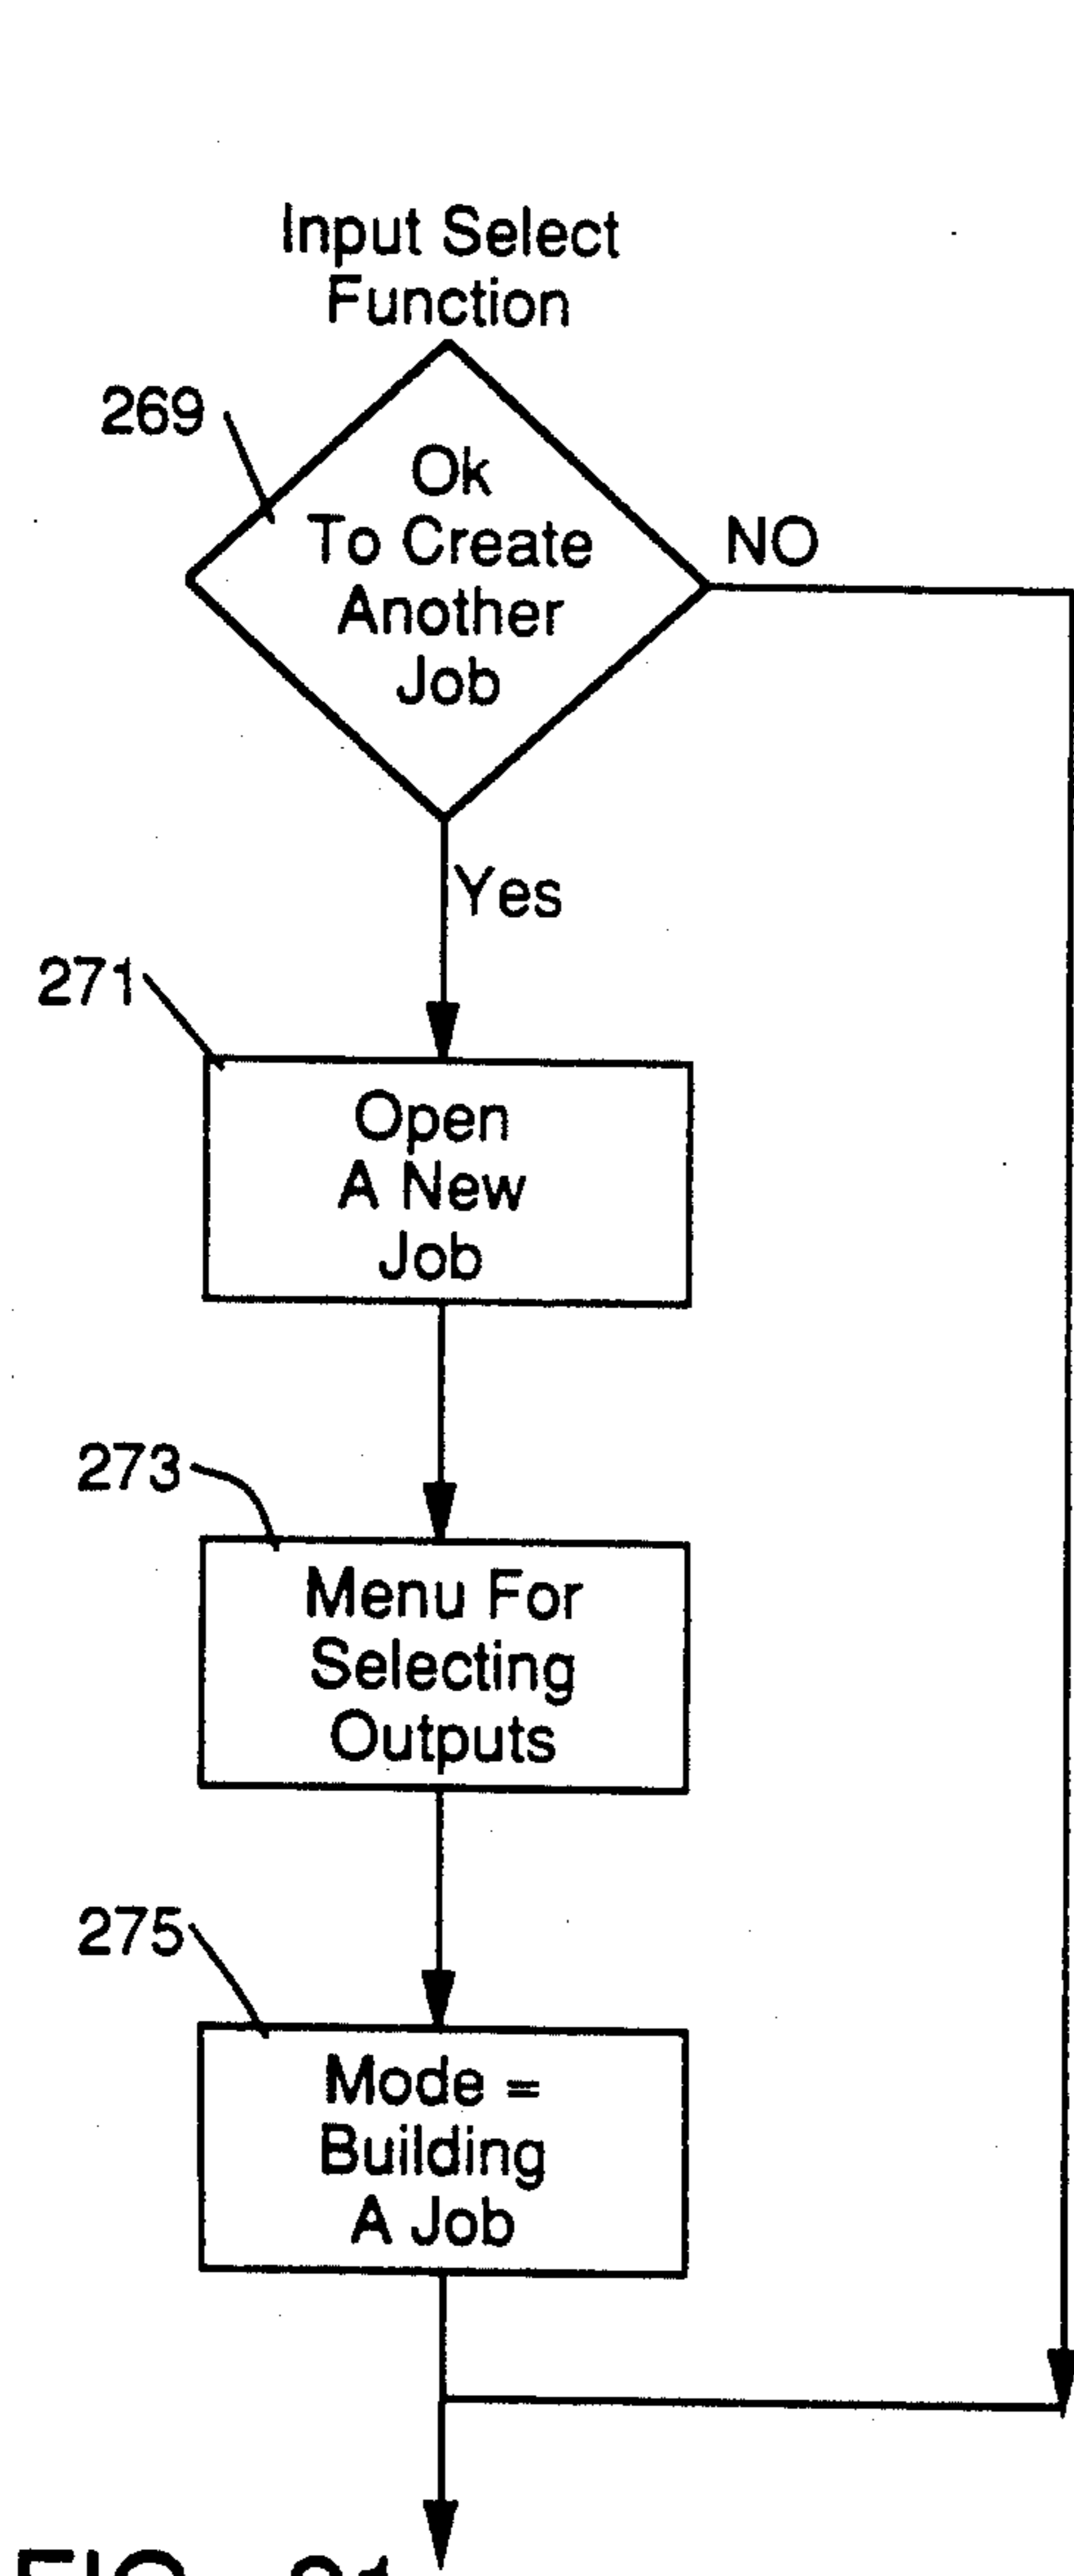 Input Select
Function
269
Ok
To Create
Another
Job
NO
Yes
271
Open
A New
Job
273
Menu For
Selecting
Outputs
275
Mode =
Building
A Job